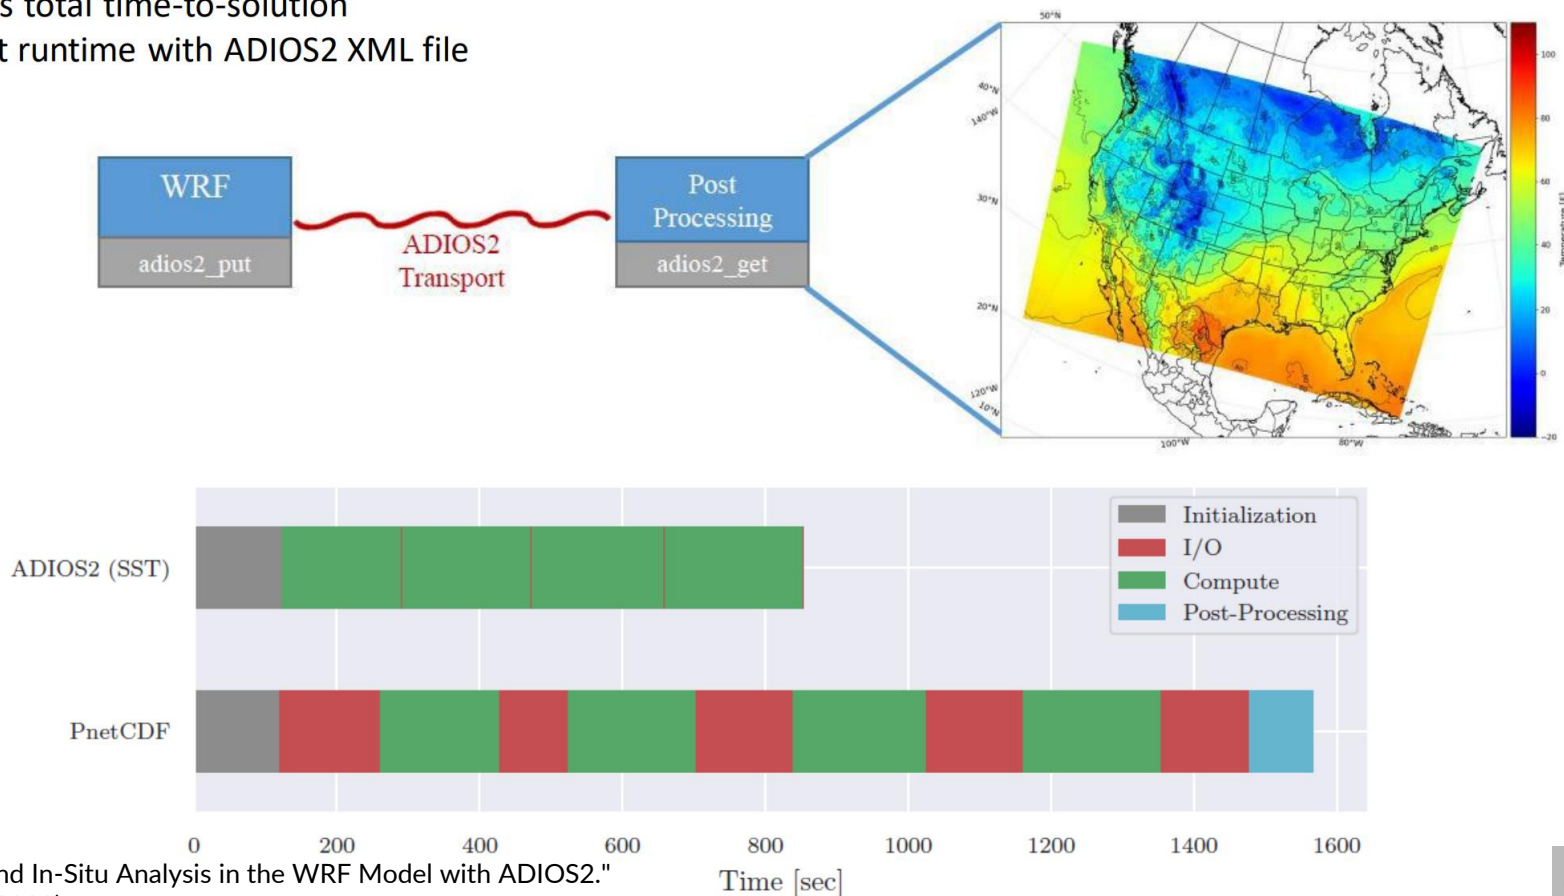 s total time-to-solution
t runtime with ADIOS2 XML file
WRF
adios2_put
ADIOS2
Transport
Post
Processing
adios2_get
50°N
40°N
140°W
30°N
20°N
120°W
10°N
100°W
80°W
100
80
60
40
20
0
−20
ADIOS2 (SST)
PnetCDF
Initialization
I/O
Compute
Post-Processing
0 200 400 600 800 1000 1200 1400 1600
Time [sec]
nd In-Situ Analysis in the WRF Model with ADIOS2."